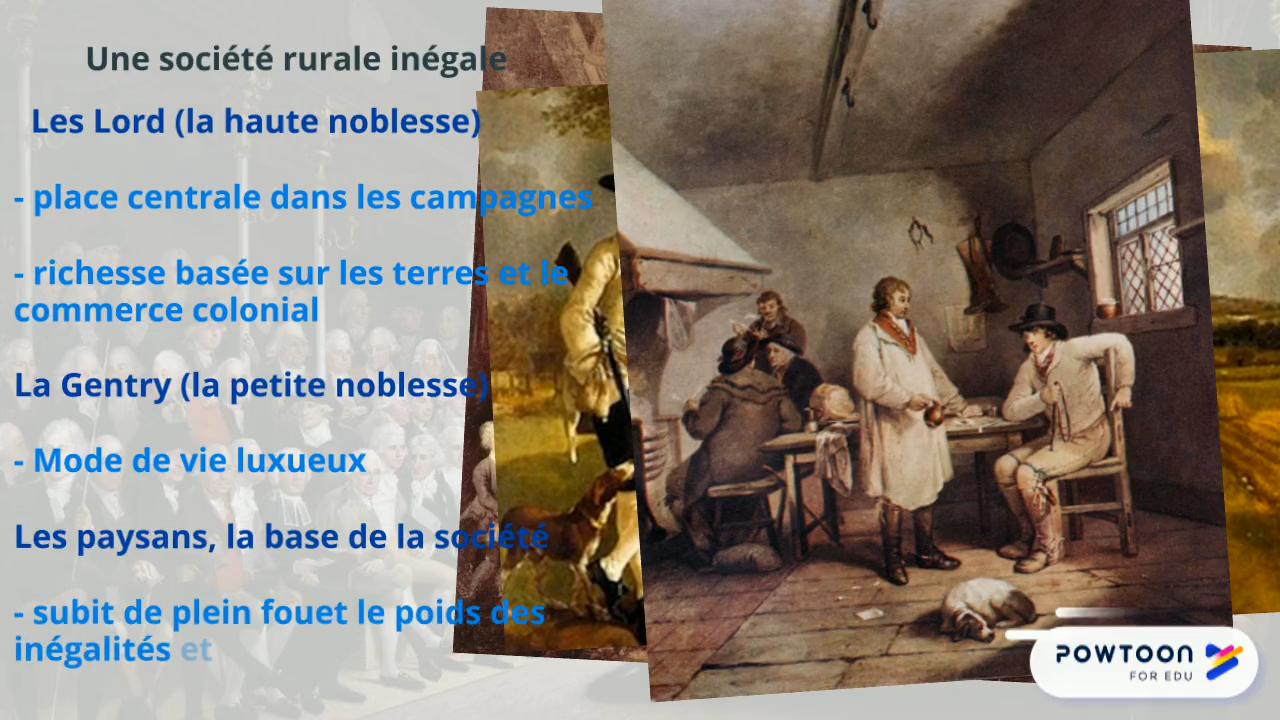 Une société rurale inégale
Les Lord (la haute noblesse)
- place centrale dans les campagnes
- richesse basée sur les terres et le
commerce colonial
La Gentry (la petite noblesse)
- Mode de vie luxueux
Les paysans, la base de la société
- subit de plein fouet le poids des
inégalités et
POWTOON
FOR EDU